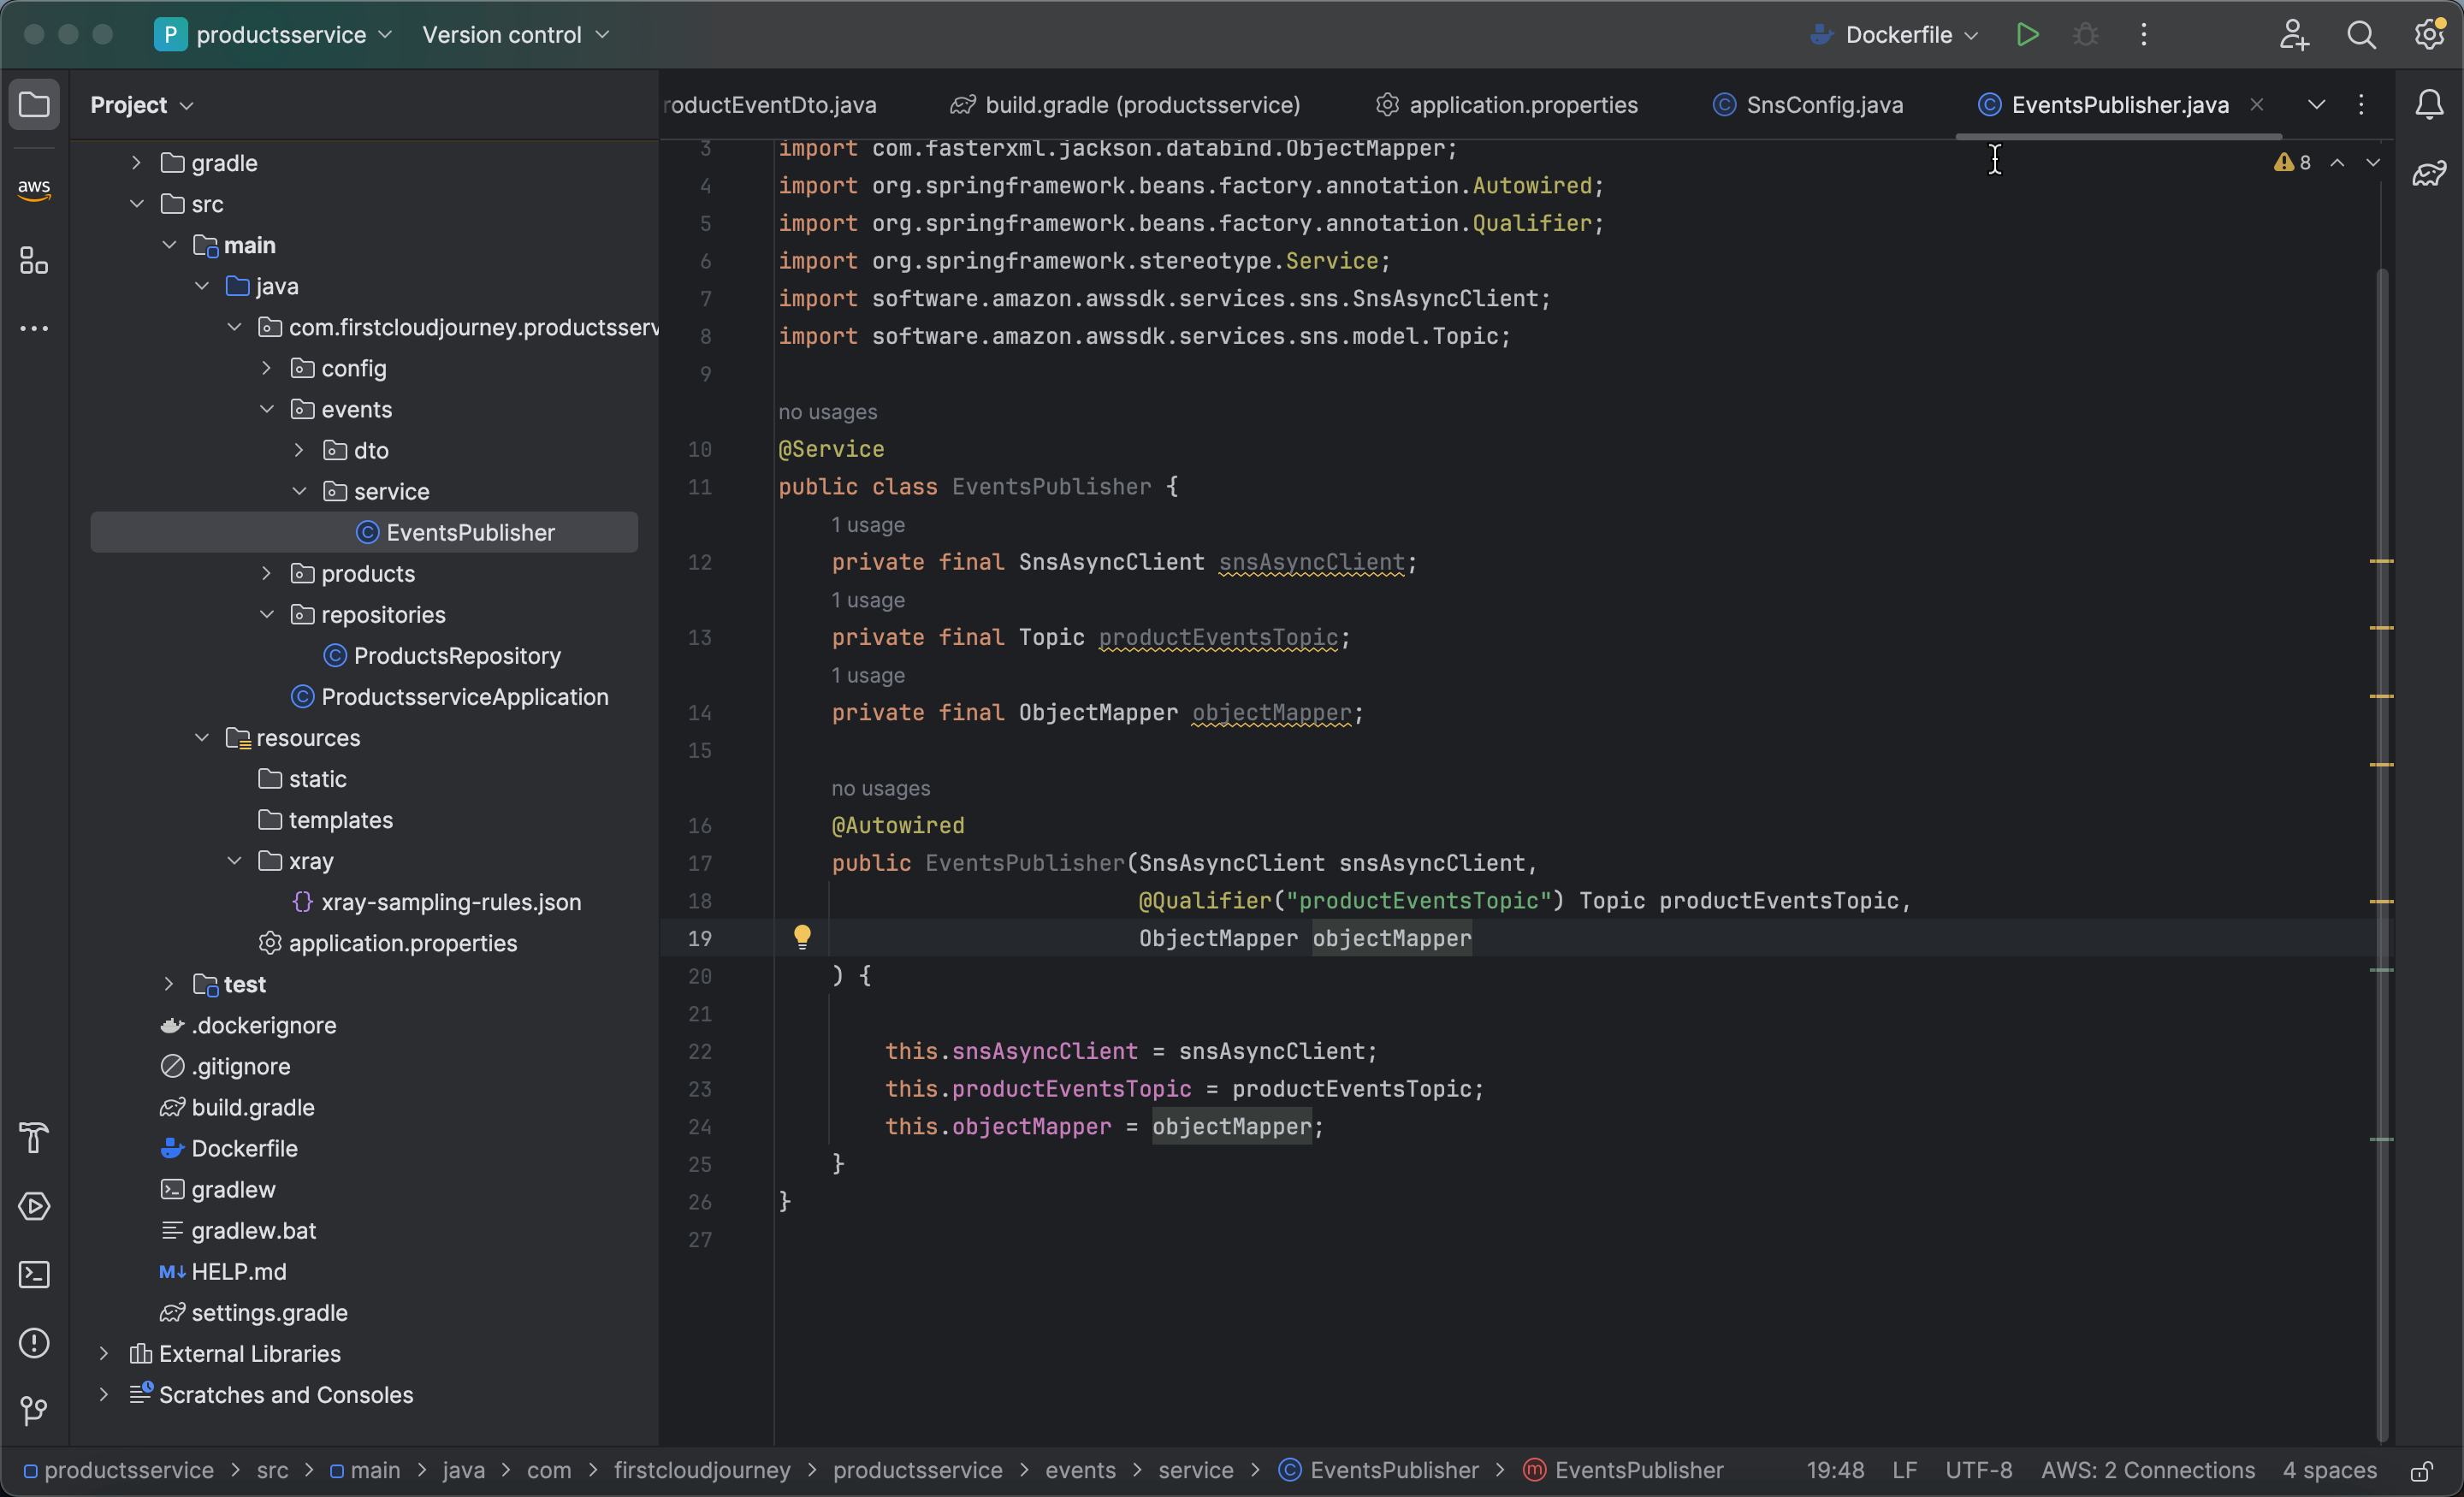 P productsservice Version control Dockerfile
Project
roductEventDto.java build.gradle (productsservice) application.properties SnsConfig.java EventsPublisher.java
aws
gradle
src
main
java
com.firstcloudjourney.productsserv
config
events
dto
service
EventsPublisher
products
repositories
ProductsRepository
ProductsserviceApplication
resources
static
templates
xray
xray-sampling-rules.json
application.properties
test
.dockerignore
.gitignore
build.gradle
Dockerfile
gradlew
gradlew.bat
M↓ HELP.md
settings.gradle
External Libraries
Scratches and Consoles
8
3 import com.fasterxml.jackson.databind.ObjectMapper;
4 import org.springframework.beans.factory.annotation.Autowired;
5 import org.springframework.beans.factory.annotation.Qualifier;
6 import org.springframework.stereotype.Service;
7 import software.amazon.awssdk.services.sns.SnsAsyncClient;
8 import software.amazon.awssdk.services.sns.model.Topic;
9
no usages
10 @Service
11 public class EventsPublisher {
1 usage
12 private final SnsAsyncClient snsAsyncClient;
1 usage
13 private final Topic productEventsTopic;
1 usage
14 private final ObjectMapper objectMapper;
15
no usages
16 @Autowired
17 public EventsPublisher(SnsAsyncClient snsAsyncClient,
18 @Qualifier("productEventsTopic") Topic productEventsTopic,
19 ObjectMapper objectMapper
20 ) {
21
22 this.snsAsyncClient = snsAsyncClient;
23 this.productEventsTopic = productEventsTopic;
24 this.objectMapper = objectMapper;
25 }
26 }
27
productsservice > src > main > java > com > firstcloudjourney > productsservice > events > service > C EventsPublisher > m EventsPublisher 19:48 LF UTF-8 AWS: 2 Connections 4 spaces